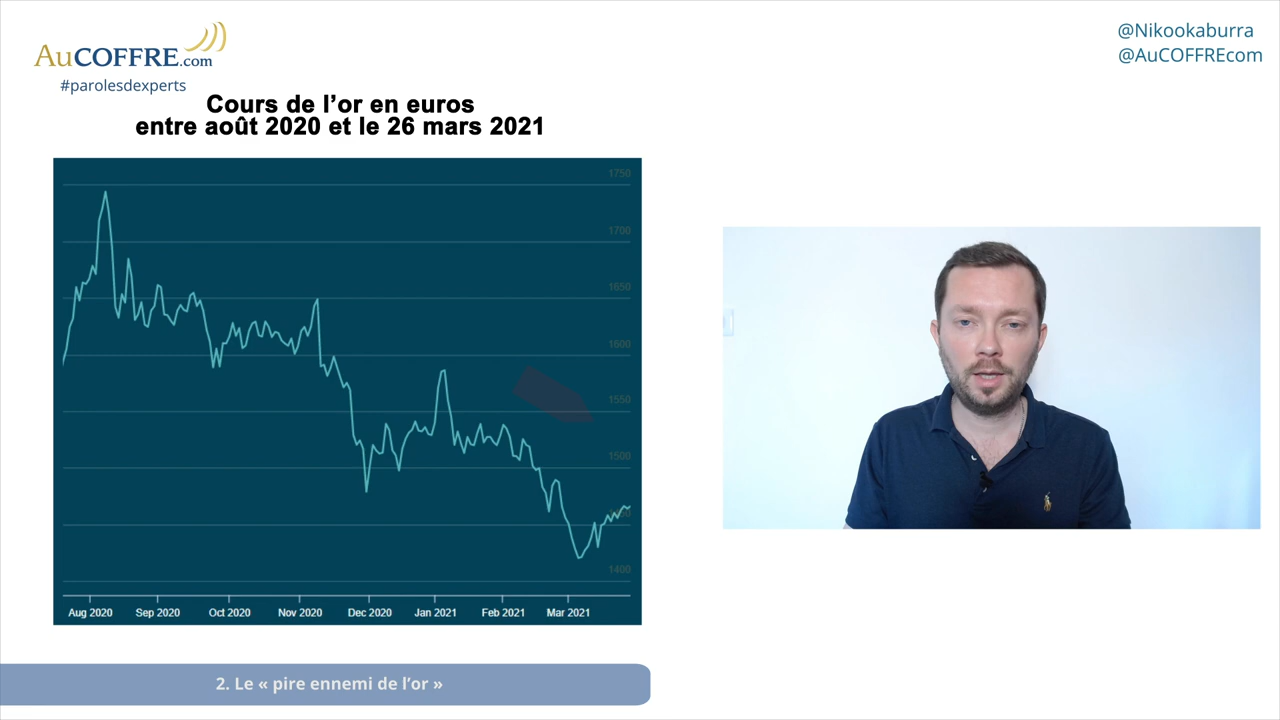 AuCOFFRE.com
#parolesdexperts
@Nikookaburra
@AuCOFFREcom
Cours de l’or en euros
entre août 2020 et le 26 mars 2021
1750
1700
1650
1600
1550
1500
1400
Aug 2020 Sep 2020 Oct 2020 Nov 2020 Dec 2020 Jan 2021 Feb 2021 Mar 2021
2. Le « pire ennemi de l’or »